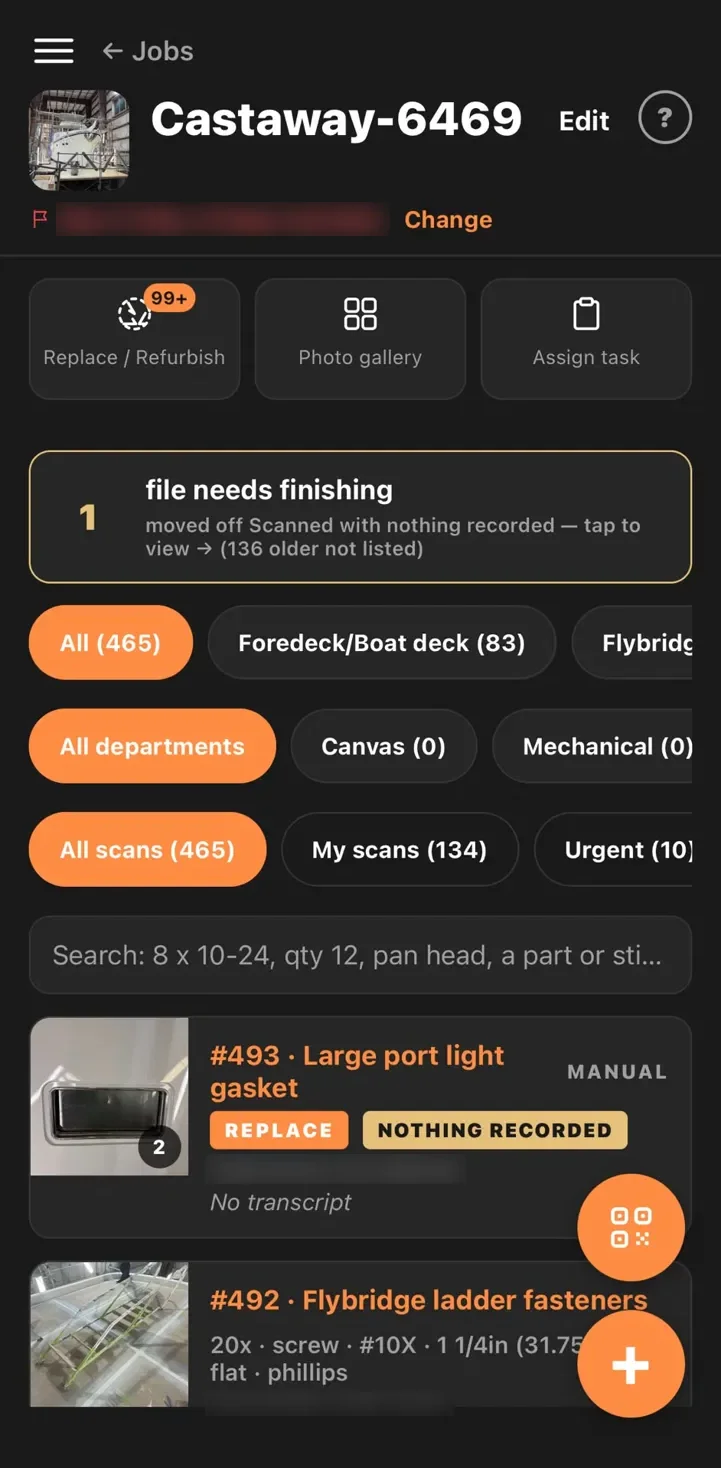 ← Jobs
Castaway-6469
Edit
?
Change
99+
Replace / Refurbish
Photo gallery
Assign task
1
file needs finishing
moved off Scanned with nothing recorded — tap to
view → (136 older not listed)
All (465)
Foredeck/Boat deck (83)
Flybridg
All departments
Canvas (0)
Mechanical (0)
All scans (465)
My scans (134)
Urgent (10)
Search: 8 x 10-24, qty 12, pan head, a part or sti...
#493 · Large port light
gasket
MANUAL
REPLACE
NOTHING RECORDED
2
No transcript
#492 · Flybridge ladder fasteners
20x · screw · #10X · 1 1/4in (31.75
flat · phillips